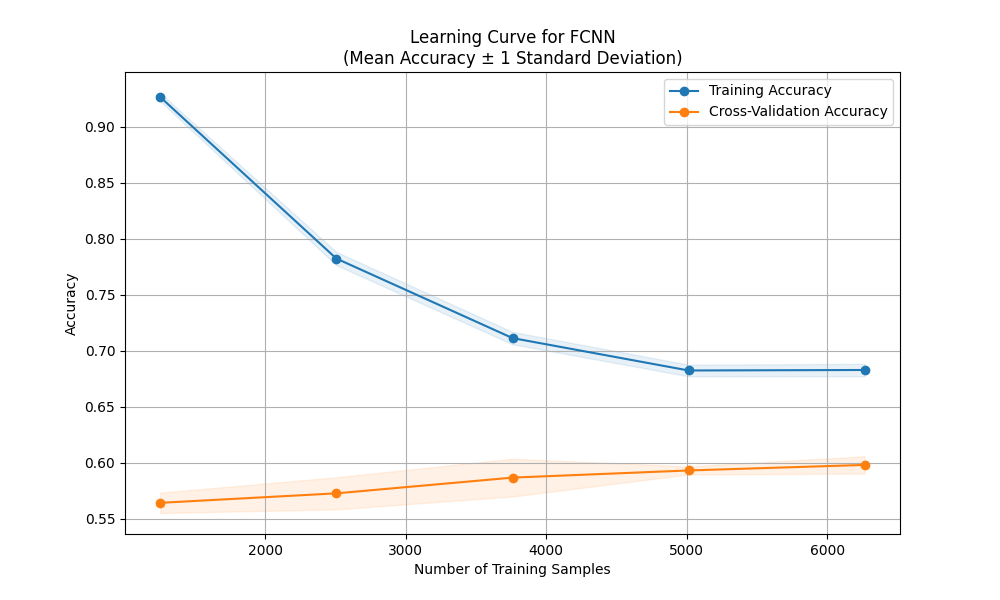 Learning Curve for FCNN
(Mean Accuracy ± 1 Standard Deviation)
Training Accuracy
Cross-Validation Accuracy
Accuracy
0.90
0.85
0.80
0.75
0.70
0.65
0.60
0.55
2000 3000 4000 5000 6000
Number of Training Samples